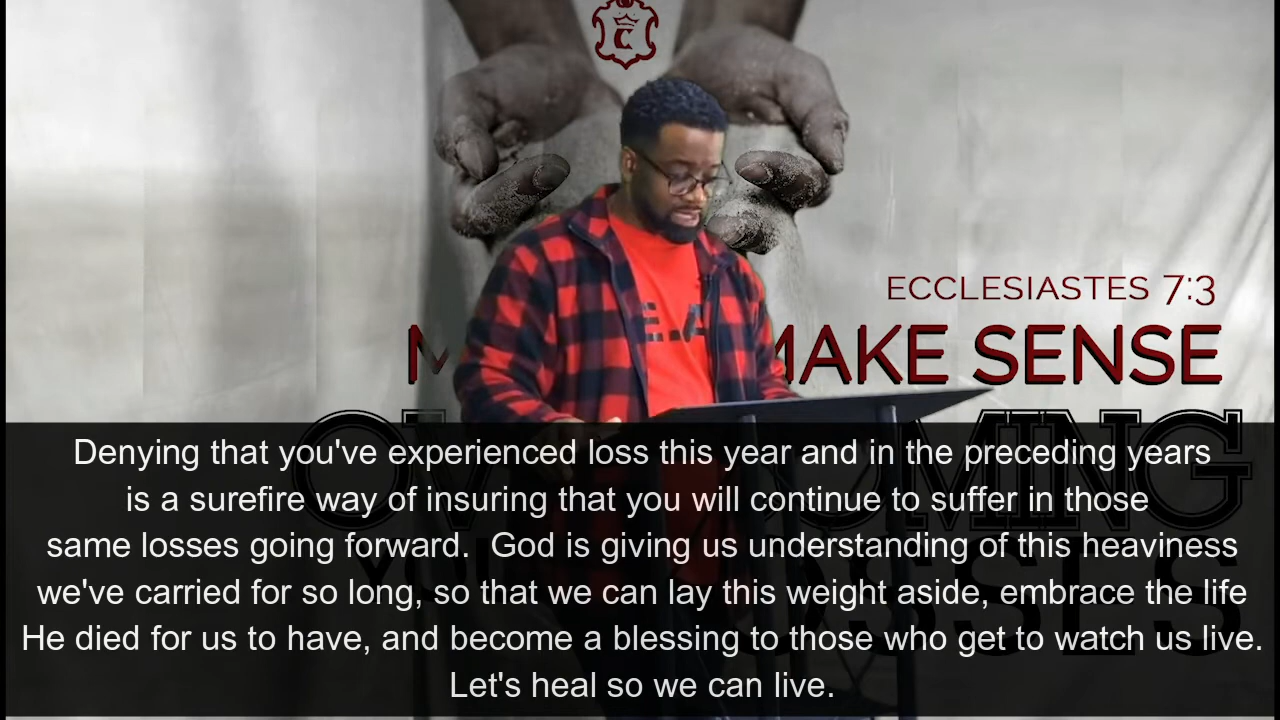 C
ECCLESIASTES 7:3
MAKE SENSE
Denying that you've experienced loss this year and in the preceding years
is a surefire way of insuring that you will continue to suffer in those
same losses going forward.  God is giving us understanding of this heaviness
we've carried for so long, so that we can lay this weight aside, embrace the life
He died for us to have, and become a blessing to those who get to watch us live.
Let's heal so we can live.